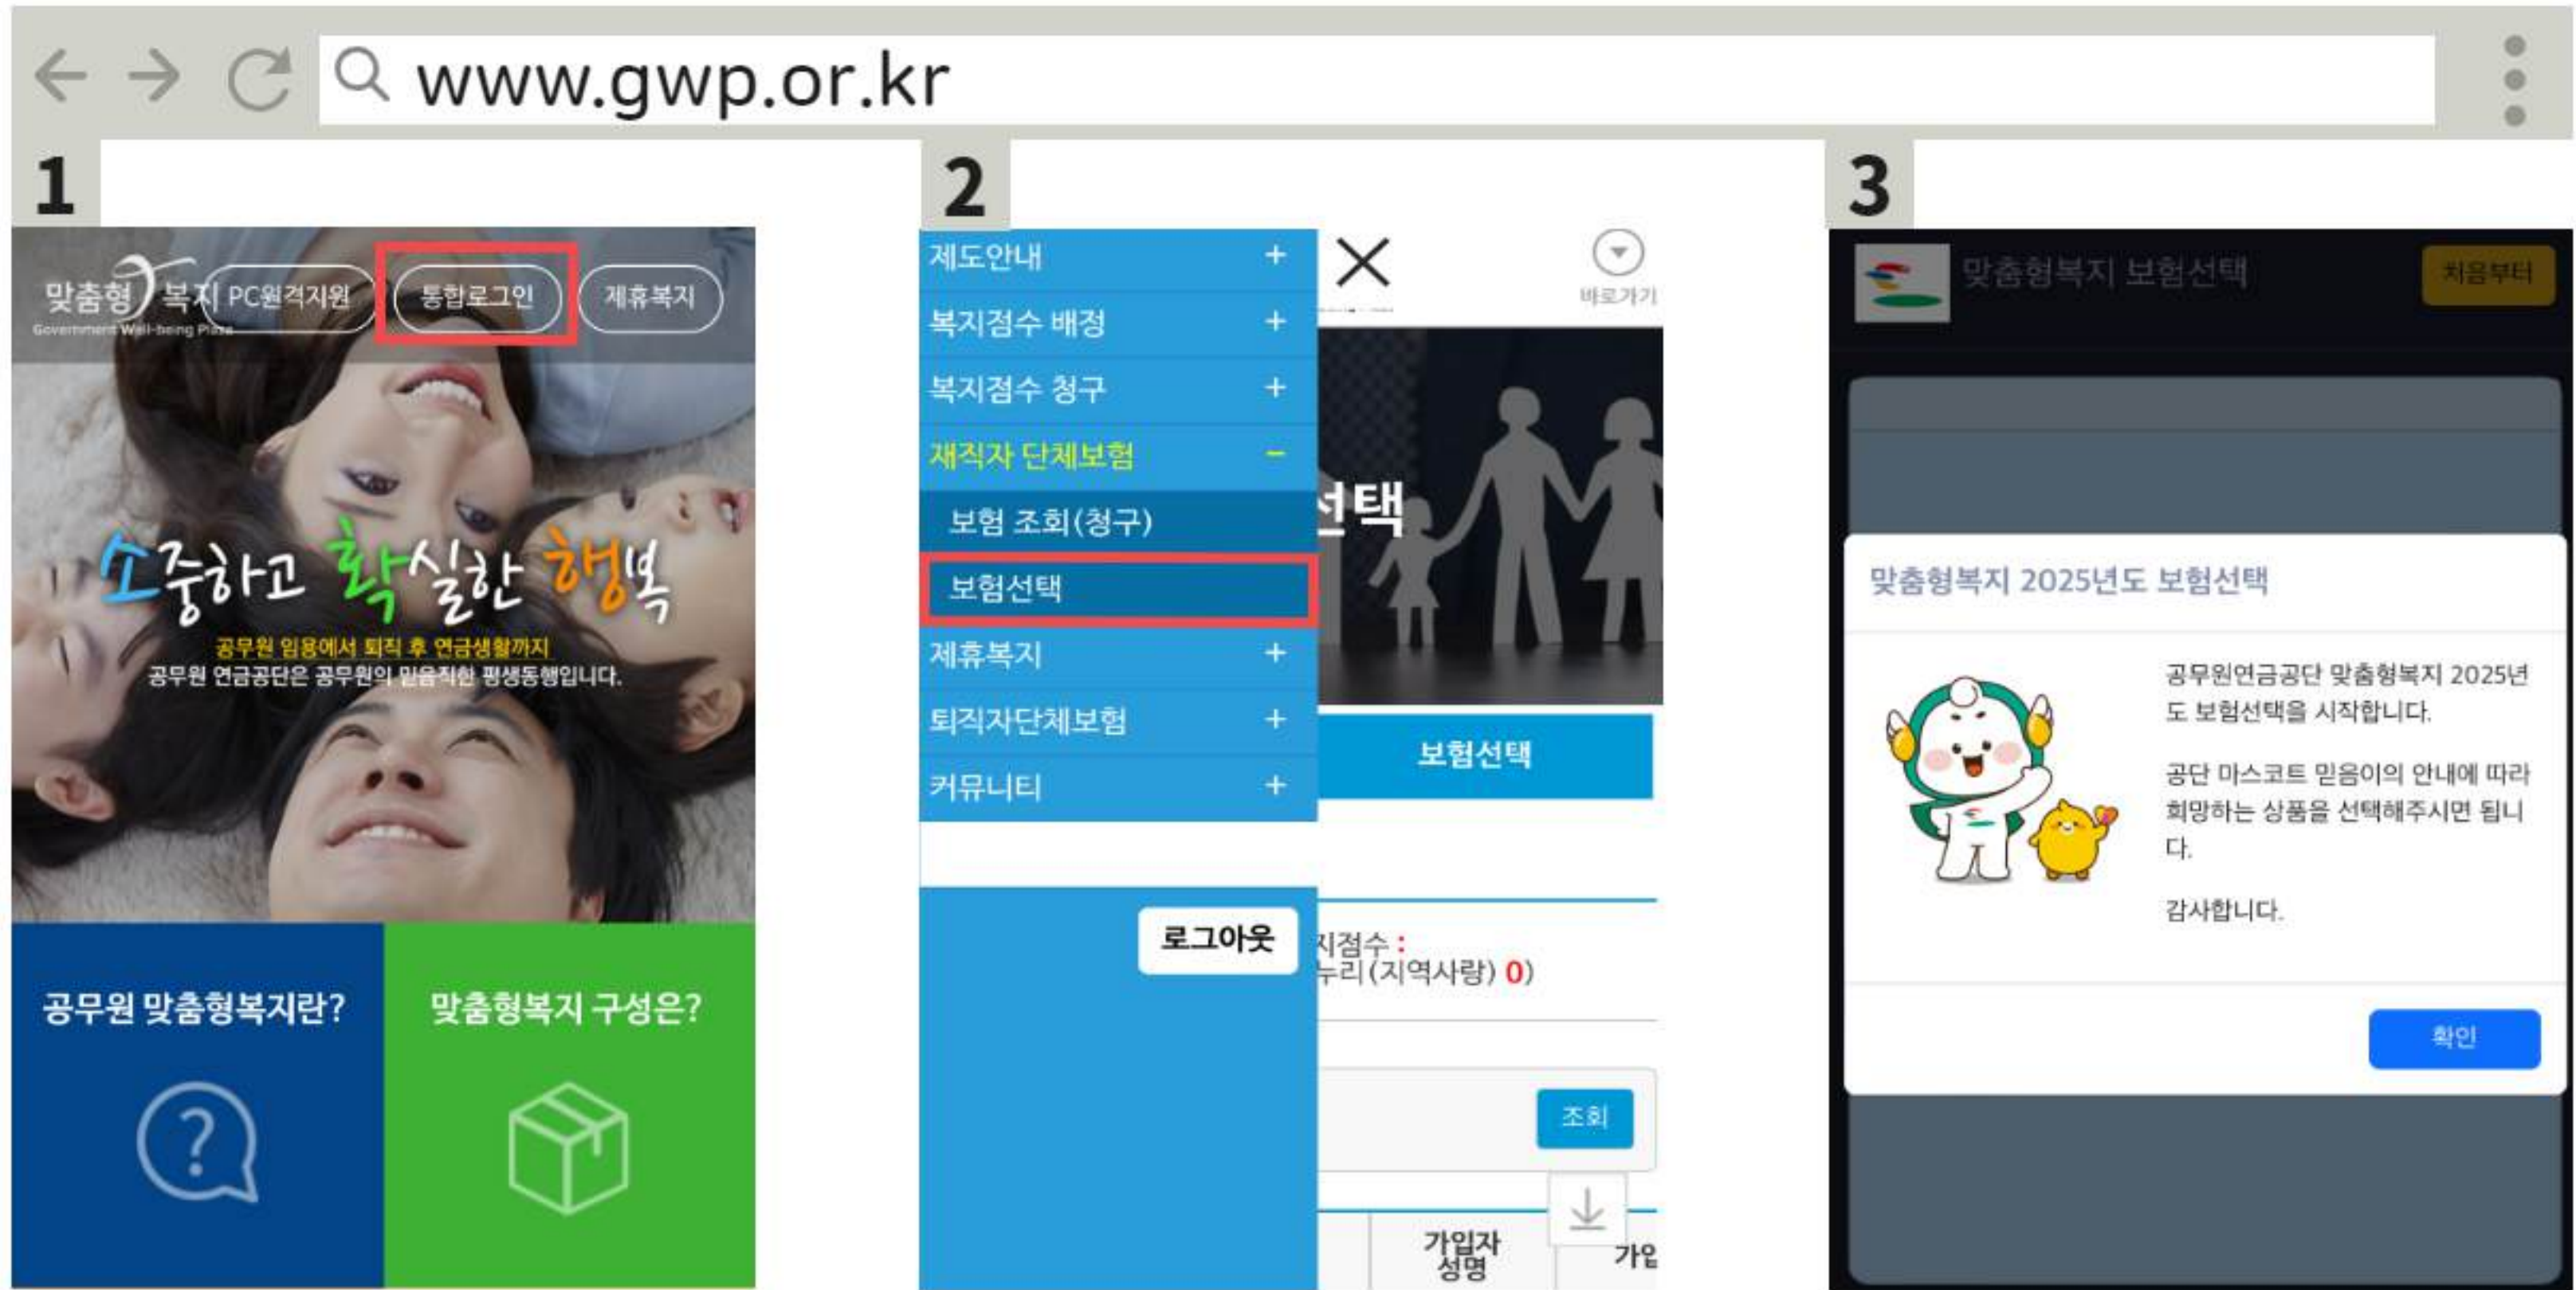 www.gwp.or.kr
1
맞춤형 복지
Government Well-being Plaza
PC원격지원
통합로그인
제휴복지
소중하고 확실한 행복
공무원 임용에서 퇴직 후 연금생활까지
공무원 연금공단은 공무원의 믿음직한 평생동행입니다.
공무원 맞춤형복지란?
맞춤형복지 구성은?
2
제도안내 +
복지점수 배정 +
복지점수 청구 +
재직자 단체보험 −
보험 조회(청구)
보험선택
제휴복지 +
퇴직자단체보험 +
커뮤니티 +
로그아웃
바로가기
선택
보험선택
지점수 :
누리(지역사랑) 0)
조회
가입자
성명
가입
3
맞춤형복지 보험선택
처음부터
맞춤형복지 2025년도 보험선택
공무원연금공단 맞춤형복지 2025년
도 보험선택을 시작합니다.
공단 마스코트 믿음이의 안내에 따라
희망하는 상품을 선택해주시면 됩니
다.
감사합니다.
확인